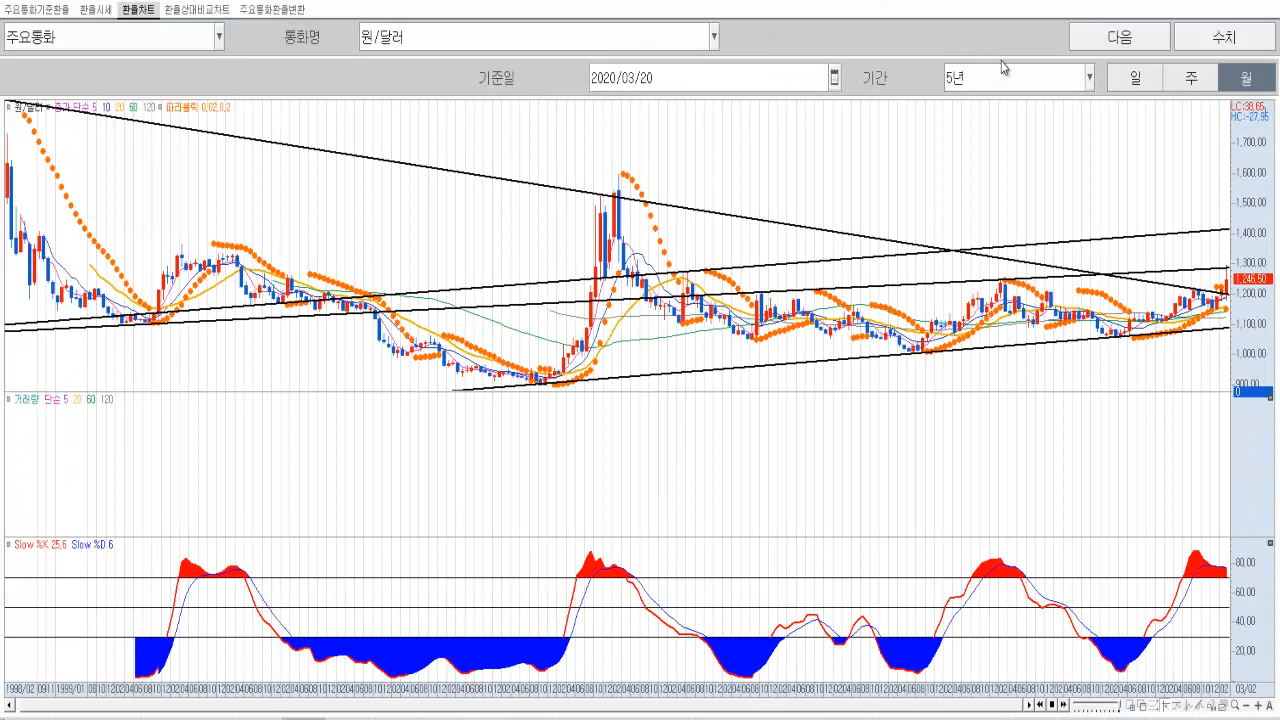 주요통화기준환율 환율시세 환율차트 환율상대비교차트 주요통화환율변환
주요통화 통화명 원/달러 다음 수치
기준일 2020/03/20 기간 5년 일 주 월
원/달러 종가 단순 5 10 20 60 120 파라볼릭 0,02,0,2
LC:38,65
HC:-27,95
1,700,00
1,600,00
1,500,00
1,400,00
1,300,00
1,246,50
1,200,00
1,100,00
1,000,00
900,00
0
거래량 단순 5 20 60 120
Slow %K 25,6 Slow %D 6
80,00
60,00
40,00
20,00
03/02